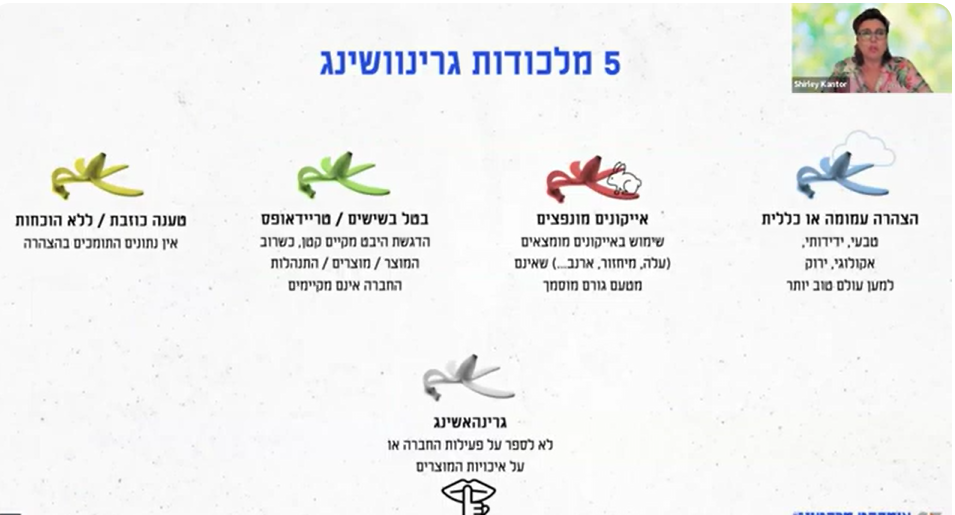 5 מלכודות גרינוושינג
Shirley Kantor
הצהרה עמומה או כללית
טבעי, ידידותי,
אקולוגי, ירוק
למען עולם טוב יותר
אייקונים מונפצים
שימוש באייקונים מומצאים
(עלה, מיחזור, ארנב...) שאינם
מטעם גורם מוסמך
בטל בשישים / טריידאופס
הדגשת היבט מקיים קטן, כשרוב
המוצר / מוצרים / התנהלות
החברה אינם מקיימים
טענה כוזבת / ללא הוכחות
אין נתונים התומכים בהצהרה
גרינהאשינג
לא לספר על פעילות החברה או
על איכויות המוצרים